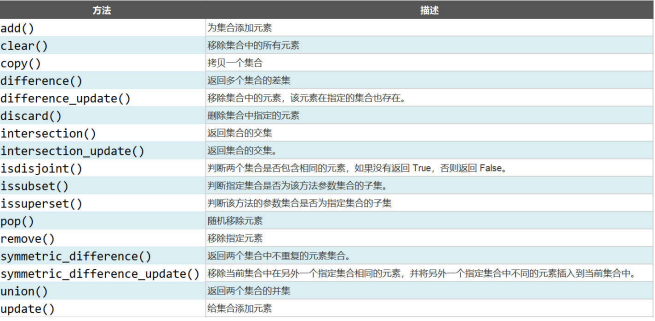 方法 描述
add() 为集合添加元素
clear() 移除集合中的所有元素
copy() 拷贝一个集合
difference() 返回多个集合的差集
difference_update() 移除集合中的元素，该元素在指定的集合也存在。
discard() 删除集合中指定的元素
intersection() 返回集合的交集
intersection_update() 返回集合的交集。
isdisjoint() 判断两个集合是否包含相同的元素，如果没有返回 True，否则返回 False。
issubset() 判断指定集合是否为该方法参数集合的子集。
issuperset() 判断该方法的参数集合是否为指定集合的子集
pop() 随机移除元素
remove() 移除指定元素
symmetric_difference() 返回两个集合中不重复的元素集合。
symmetric_difference_update() 移除当前集合中在另外一个指定集合相同的元素，并将另外一个指定集合中不同的元素插入到当前集合中。
union() 返回两个集合的并集
update() 给集合添加元素